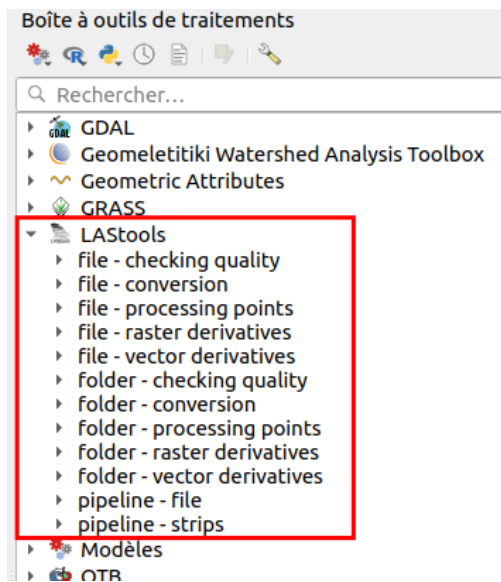 Boîte à outils de traitements
Rechercher...
GDAL
Geomeletitiki Watershed Analysis Toolbox
Geometric Attributes
GRASS
LAStools
file - checking quality
file - conversion
file - processing points
file - raster derivatives
file - vector derivatives
folder - checking quality
folder - conversion
folder - processing points
folder - raster derivatives
folder - vector derivatives
pipeline - file
pipeline - strips
Modèles
OTB